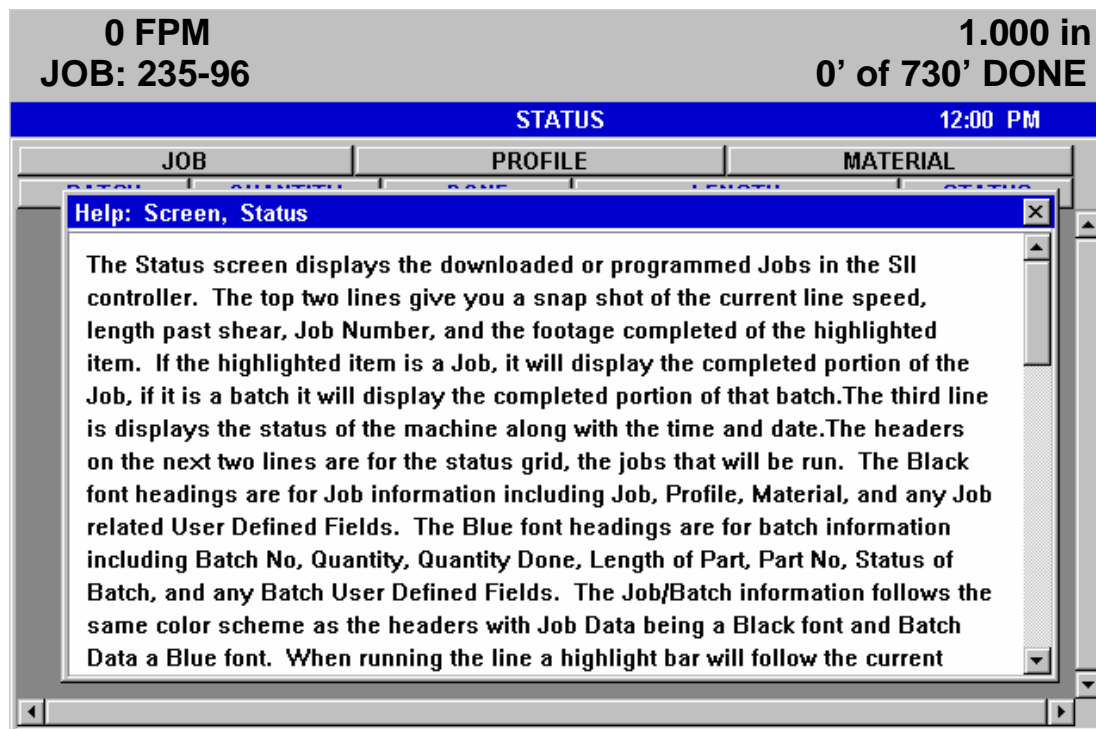 0 FPM 1.000 in
JOB: 235-96 0’ of 730’ DONE
STATUS 12:00 PM
JOB PROFILE MATERIAL
BATCH QUANTITY DONE LENGTH STATUS
Help: Screen, Status
The Status screen displays the downloaded or programmed Jobs in the SII
controller. The top two lines give you a snap shot of the current line speed,
length past shear, Job Number, and the footage completed of the highlighted
item. If the highlighted item is a Job, it will display the completed portion of the
Job, if it is a batch it will display the completed portion of that batch.The third line
is displays the status of the machine along with the time and date.The headers
on the next two lines are for the status grid, the jobs that will be run. The Black
font headings are for Job information including Job, Profile, Material, and any Job
related User Defined Fields. The Blue font headings are for batch information
including Batch No, Quantity, Quantity Done, Length of Part, Part No, Status of
Batch, and any Batch User Defined Fields. The Job/Batch information follows the
same color scheme as the headers with Job Data being a Black font and Batch
Data a Blue font. When running the line a highlight bar will follow the current